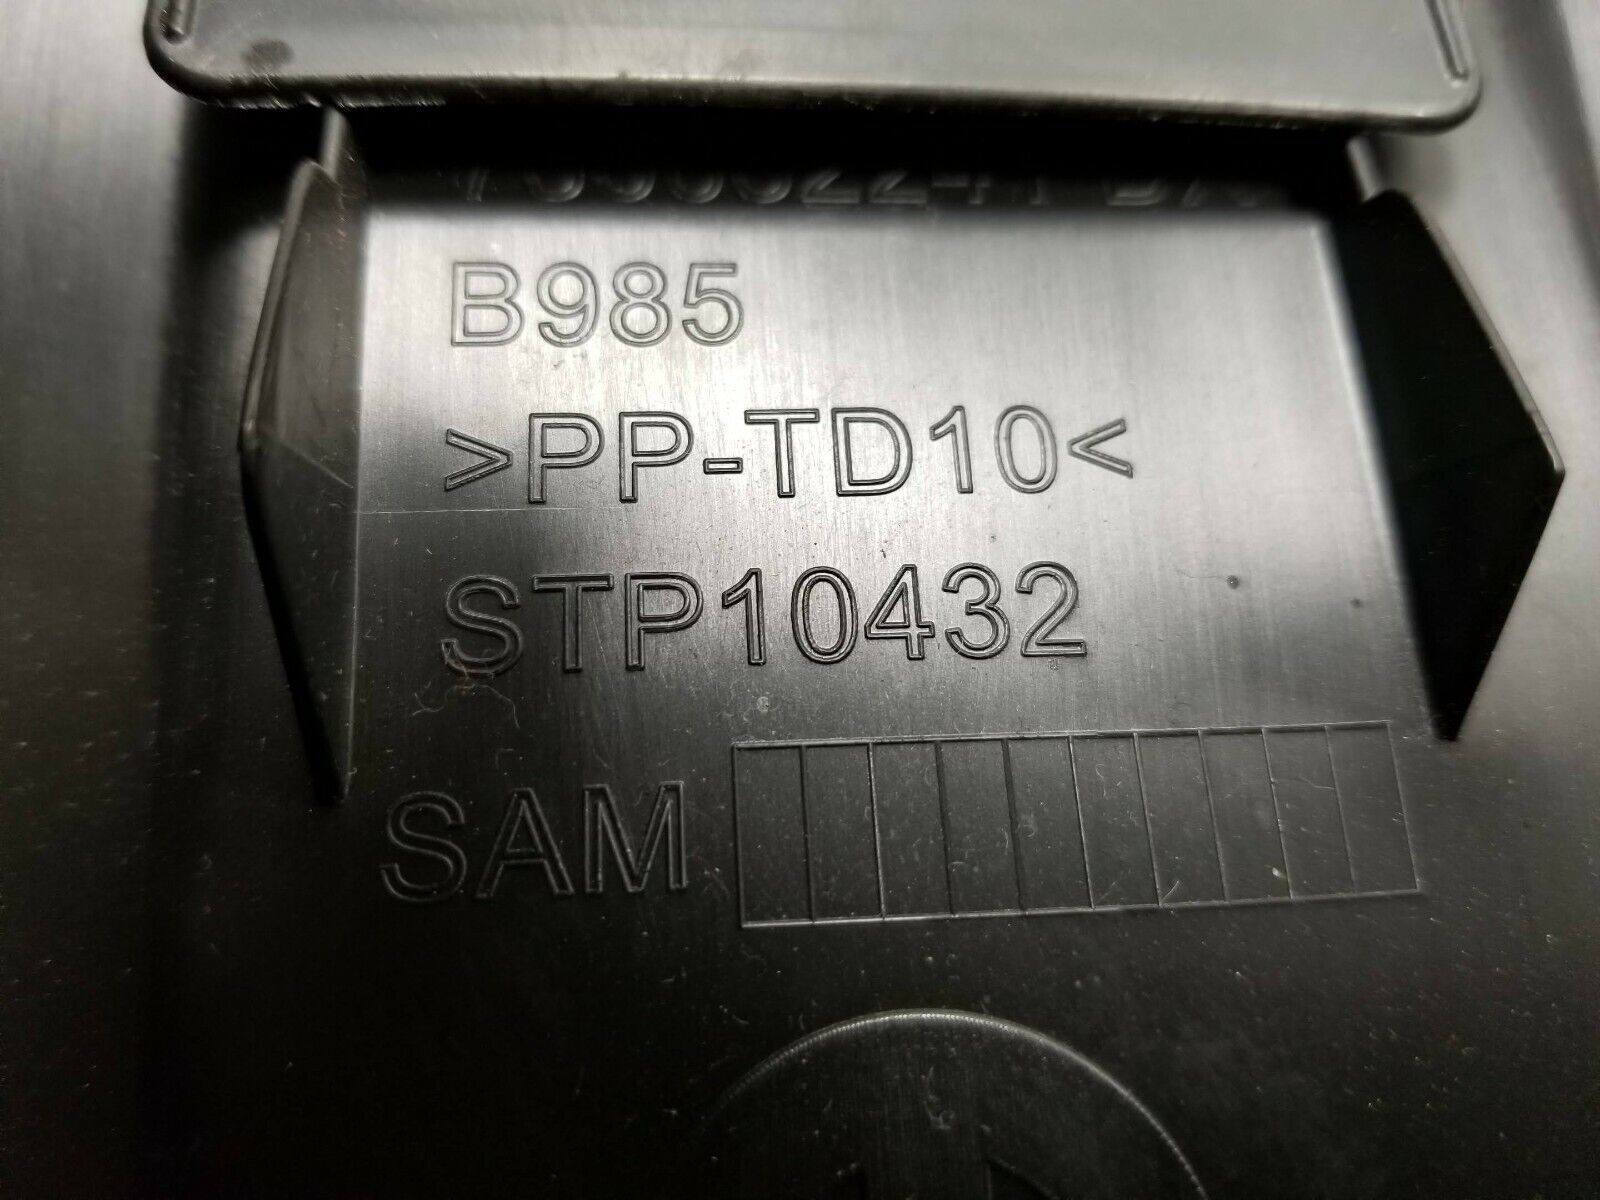 B985
>PP-TD10<
STP10432
SAM